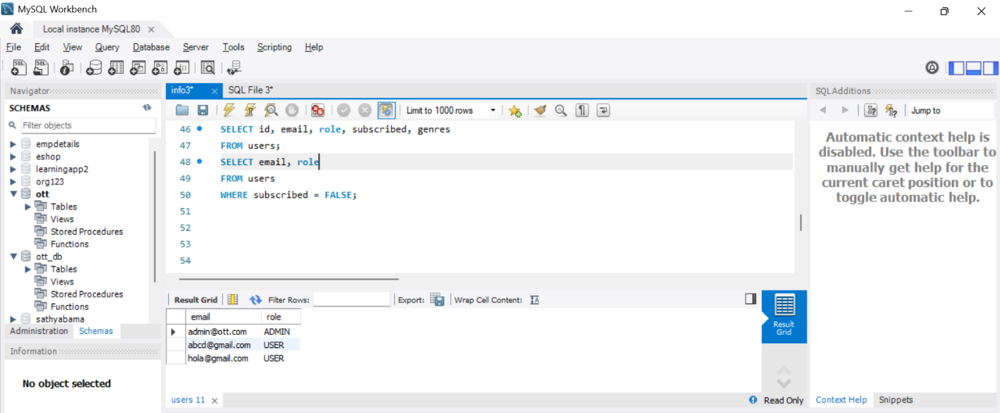 MySQL Workbench
Local instance MySQL80
File Edit View Query Database Server Tools Scripting Help
Navigator
SCHEMAS
Filter objects
empdetails
eshop
learningapp2
org123
ott
Tables
Views
Stored Procedures
Functions
ott_db
Tables
Views
Stored Procedures
Functions
sathyabama
Administration Schemas
Information
No object selected
info3* SQL File 3*
Limit to 1000 rows
46 SELECT id, email, role, subscribed, genres
47 FROM users;
48 SELECT email, role
49 FROM users
50 WHERE subscribed = FALSE;
51
52
53
54
Result Grid Filter Rows: Export: Wrap Cell Content:
email role
admin@ott.com ADMIN
abcd@gmail.com USER
hola@gmail.com USER
Result
Grid
users 11
Read Only
SQLAdditions
Jump to
Automatic context help is
disabled. Use the toolbar to
manually get help for the
current caret position or to
toggle automatic help.
Context Help Snippets